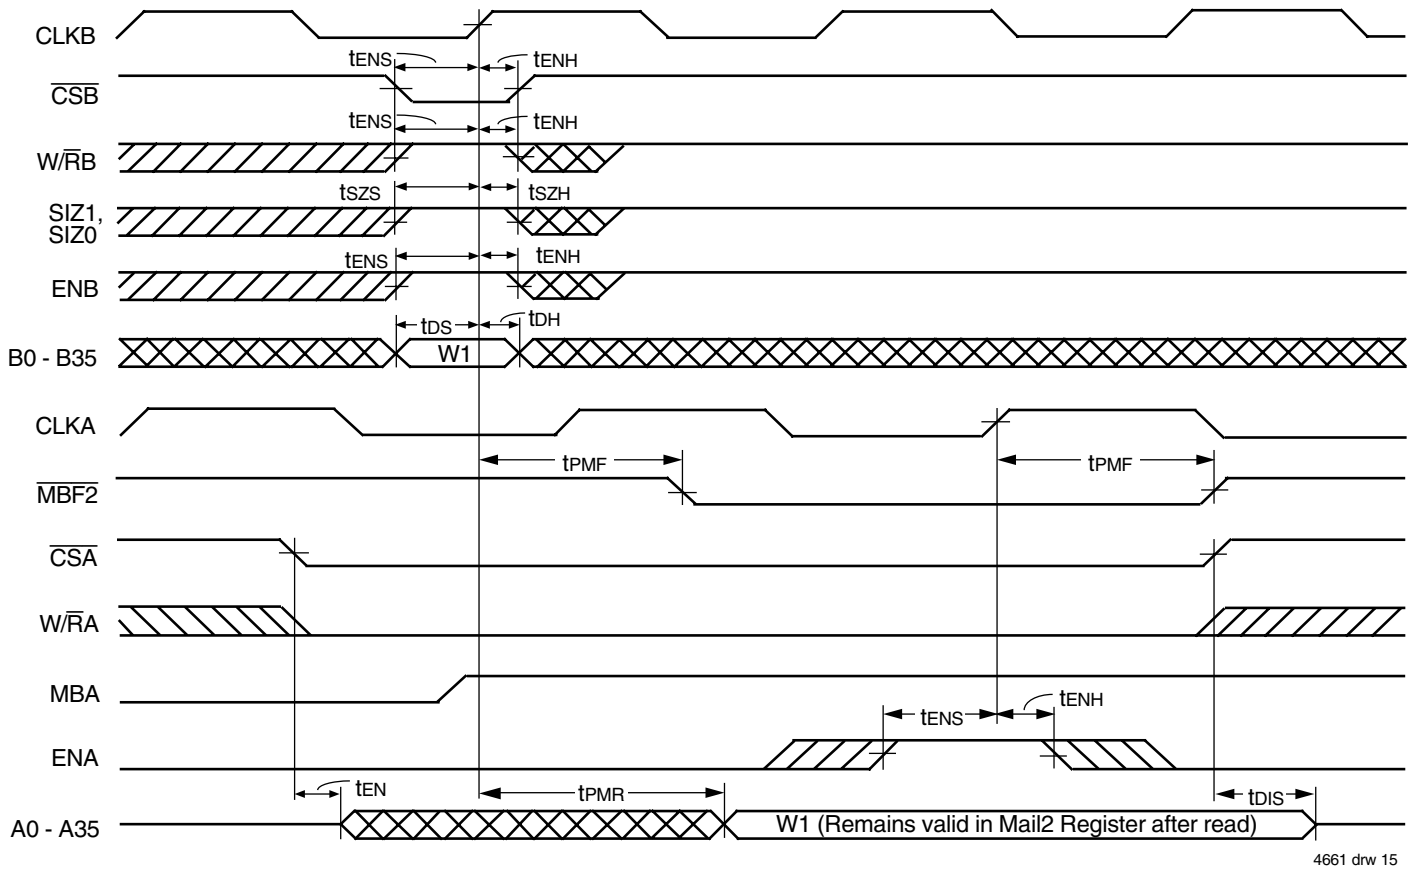 CLKB
tENS tENH
CSB
tENS tENH
W/RB
tSZS tSZH
SIZ1,
SIZ0
tENS tENH
ENB
tDS tDH
B0 - B35 W1
CLKA
tPMF tPMF
MBF2
CSA
W/RA
MBA
tENS tENH
ENA
tEN tPMR tDIS
A0 - A35 W1 (Remains valid in Mail2 Register after read)
4661 drw 15